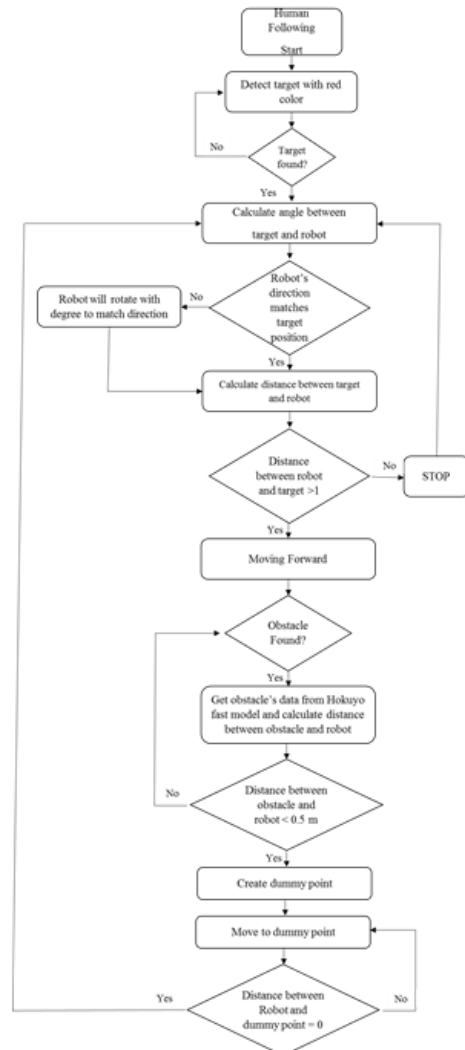 Human
Following
Start
Detect target with red
color
No
Target
found?
Yes
Calculate angle between
target and robot
Robot's
direction
matches
target
position
No
Robot will rotate with
degree to match direction
Yes
Calculate distance between target
and robot
Distance
between robot
and target >1
No
STOP
Yes
Moving Forward
Obstacle
Found?
Yes
Get obstacle's data from Hokuyo
fast model and calculate distance
between obstacle and robot
No
Distance between
obstacle and
robot < 0.5 m
Yes
Create dummy point
Move to dummy point
Yes
Distance between
Robot and
dummy point = 0
No